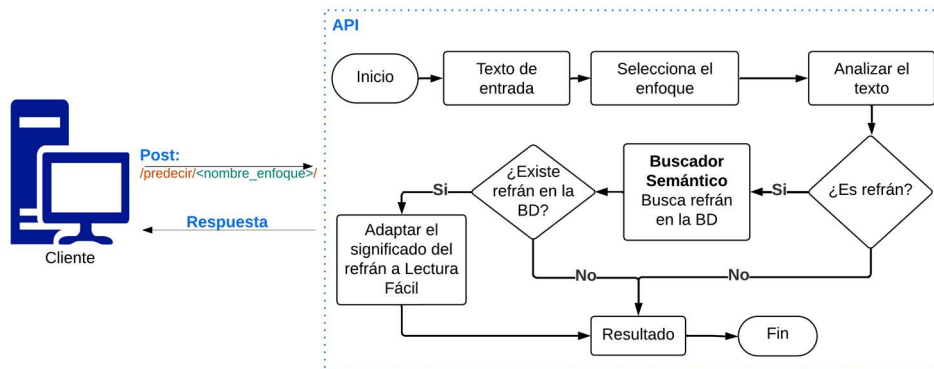 API
Inicio
Texto de
entrada
Selecciona el
enfoque
Analizar el
texto
Post:
/predecir/<nombre_enfoque>/
Respuesta
Cliente
¿Es refrán?
Si
Buscador
Semántico
Busca refrán
en la BD
¿Existe
refrán en la
BD?
Si
Adaptar el
significado del
refrán a Lectura
Fácil
No
No
Resultado
Fin